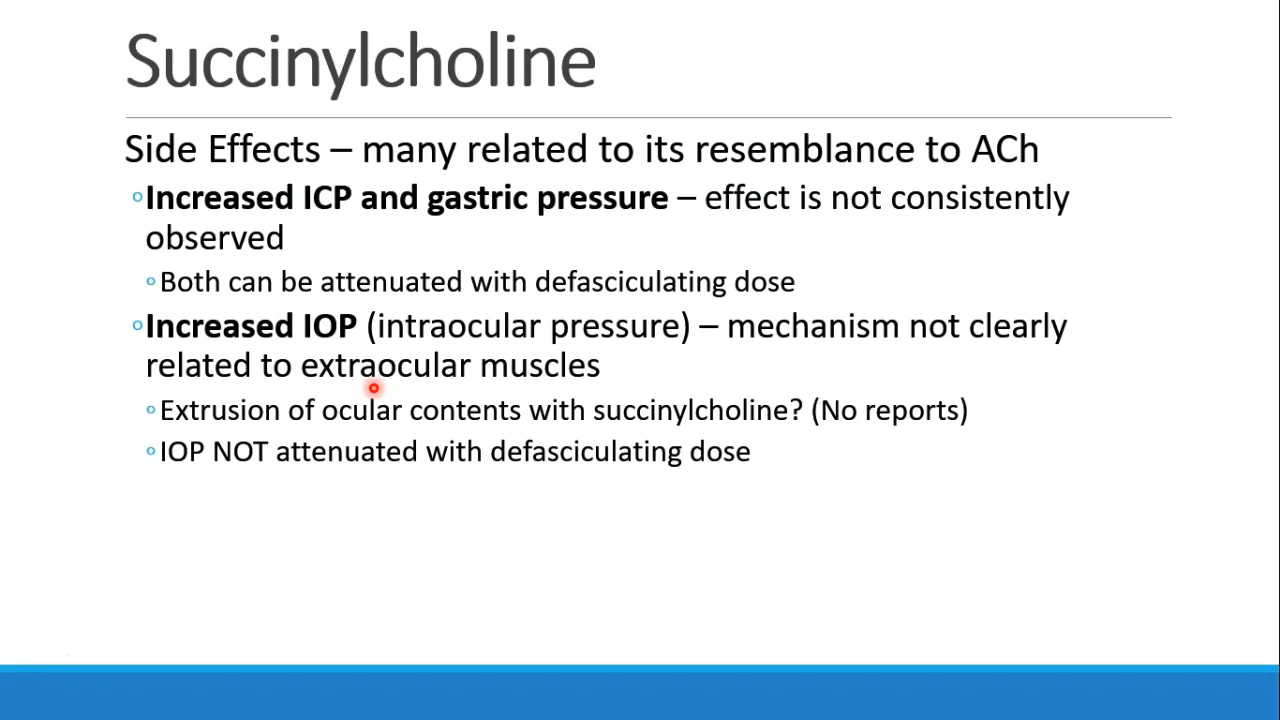 Succinylcholine
Side Effects – many related to its resemblance to ACh
◦Increased ICP and gastric pressure – effect is not consistently
observed
◦Both can be attenuated with defasciculating dose
◦Increased IOP (intraocular pressure) – mechanism not clearly
related to extraocular muscles
◦Extrusion of ocular contents with succinylcholine? (No reports)
◦IOP NOT attenuated with defasciculating dose